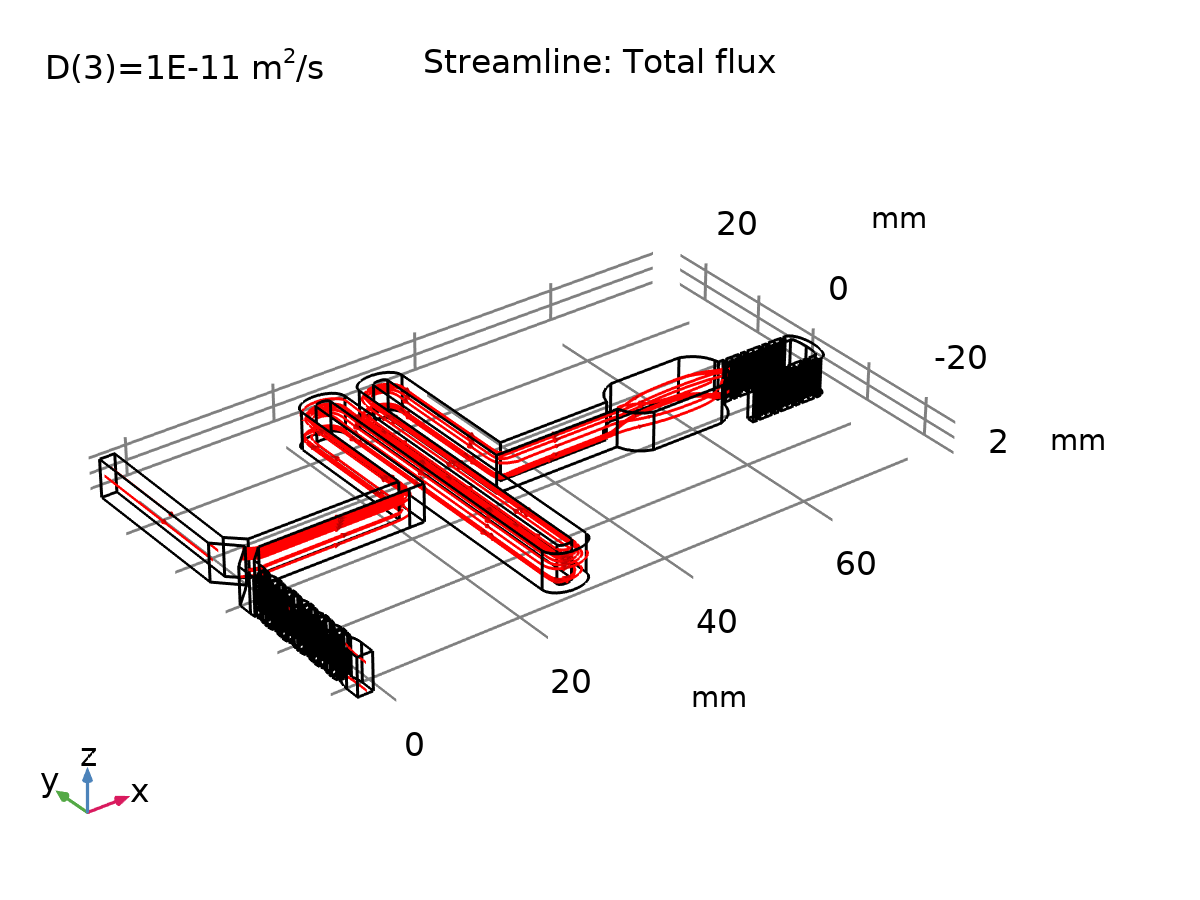 D(3)=1E-11 m²/s
Streamline: Total flux
20
mm
0
-20
2
mm
60
40
20
mm
0
z
y
x